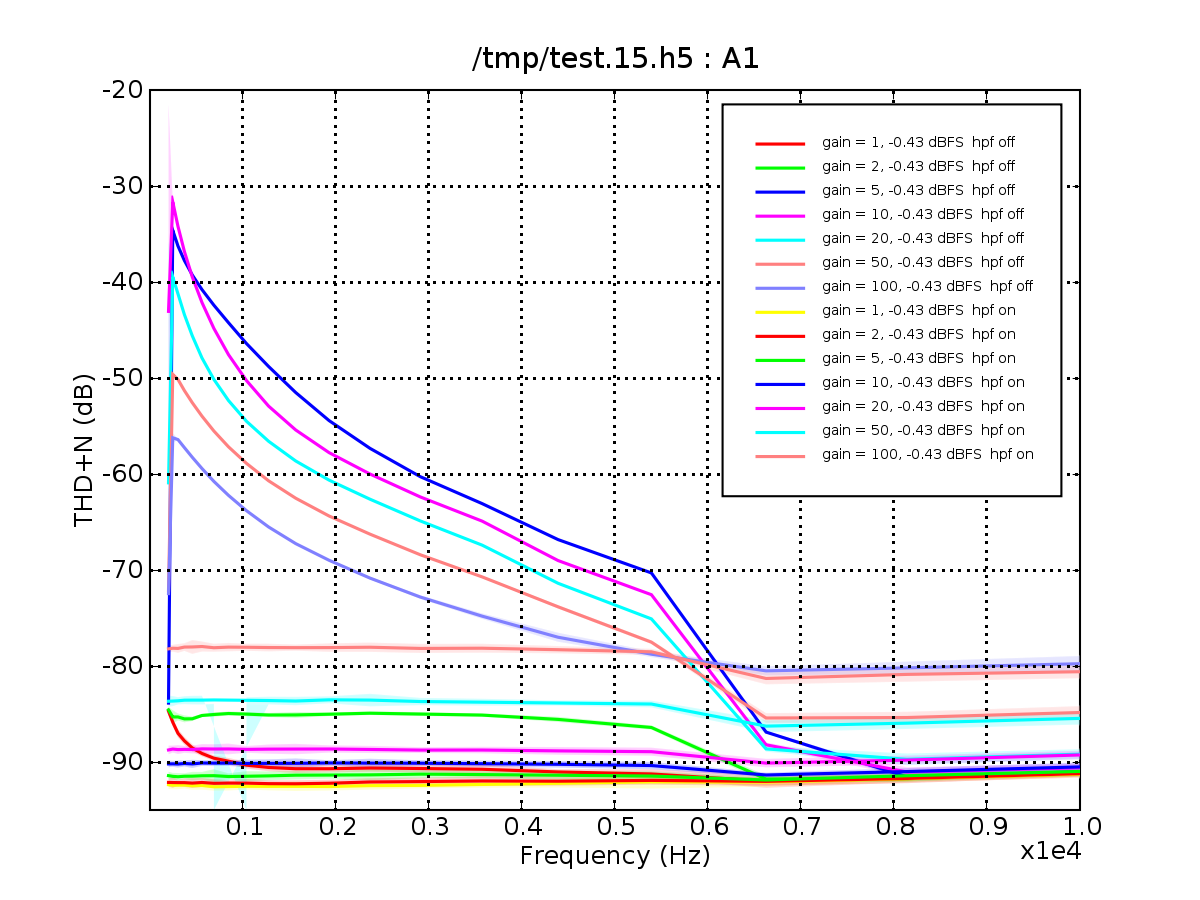 /tmp/test.15.h5 : A1
-20
-30
-40
-50
-60
-70
-80
-90
THD+N (dB)
gain = 1, -0.43 dBFS  hpf off
gain = 2, -0.43 dBFS  hpf off
gain = 5, -0.43 dBFS  hpf off
gain = 10, -0.43 dBFS  hpf off
gain = 20, -0.43 dBFS  hpf off
gain = 50, -0.43 dBFS  hpf off
gain = 100, -0.43 dBFS  hpf off
gain = 1, -0.43 dBFS  hpf on
gain = 2, -0.43 dBFS  hpf on
gain = 5, -0.43 dBFS  hpf on
gain = 10, -0.43 dBFS  hpf on
gain = 20, -0.43 dBFS  hpf on
gain = 50, -0.43 dBFS  hpf on
gain = 100, -0.43 dBFS  hpf on
0.1 0.2 0.3 0.4 0.5 0.6 0.7 0.8 0.9 1.0
x1e4
Frequency (Hz)